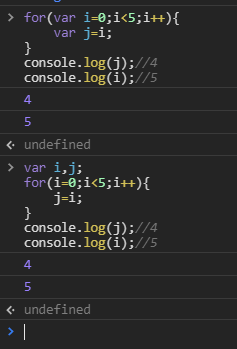 for(var i=0;i<5;i++){
    var j=i;
}
console.log(j);//4
console.log(i);//5
4
5
undefined
var i,j;
for(i=0;i<5;i++){
    j=i;
}
console.log(j);//4
console.log(i);//5
4
5
undefined